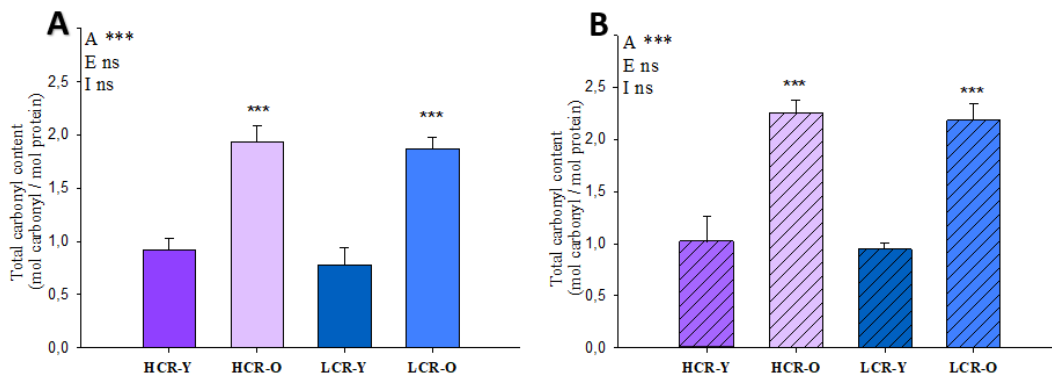 A
A ***
E ns
I ns
Total carbonyl content
(mol carbonyl / mol protein)
2,5
2,0
1,5
1,0
0,5
0,0
***
***
HCR-Y HCR-O LCR-Y LCR-O
B
A ***
E ns
I ns
Total carbonyl content
(mol carbonyl / mol protein)
2,5
2,0
1,5
1,0
0,5
0,0
***
***
HCR-Y HCR-O LCR-Y LCR-O